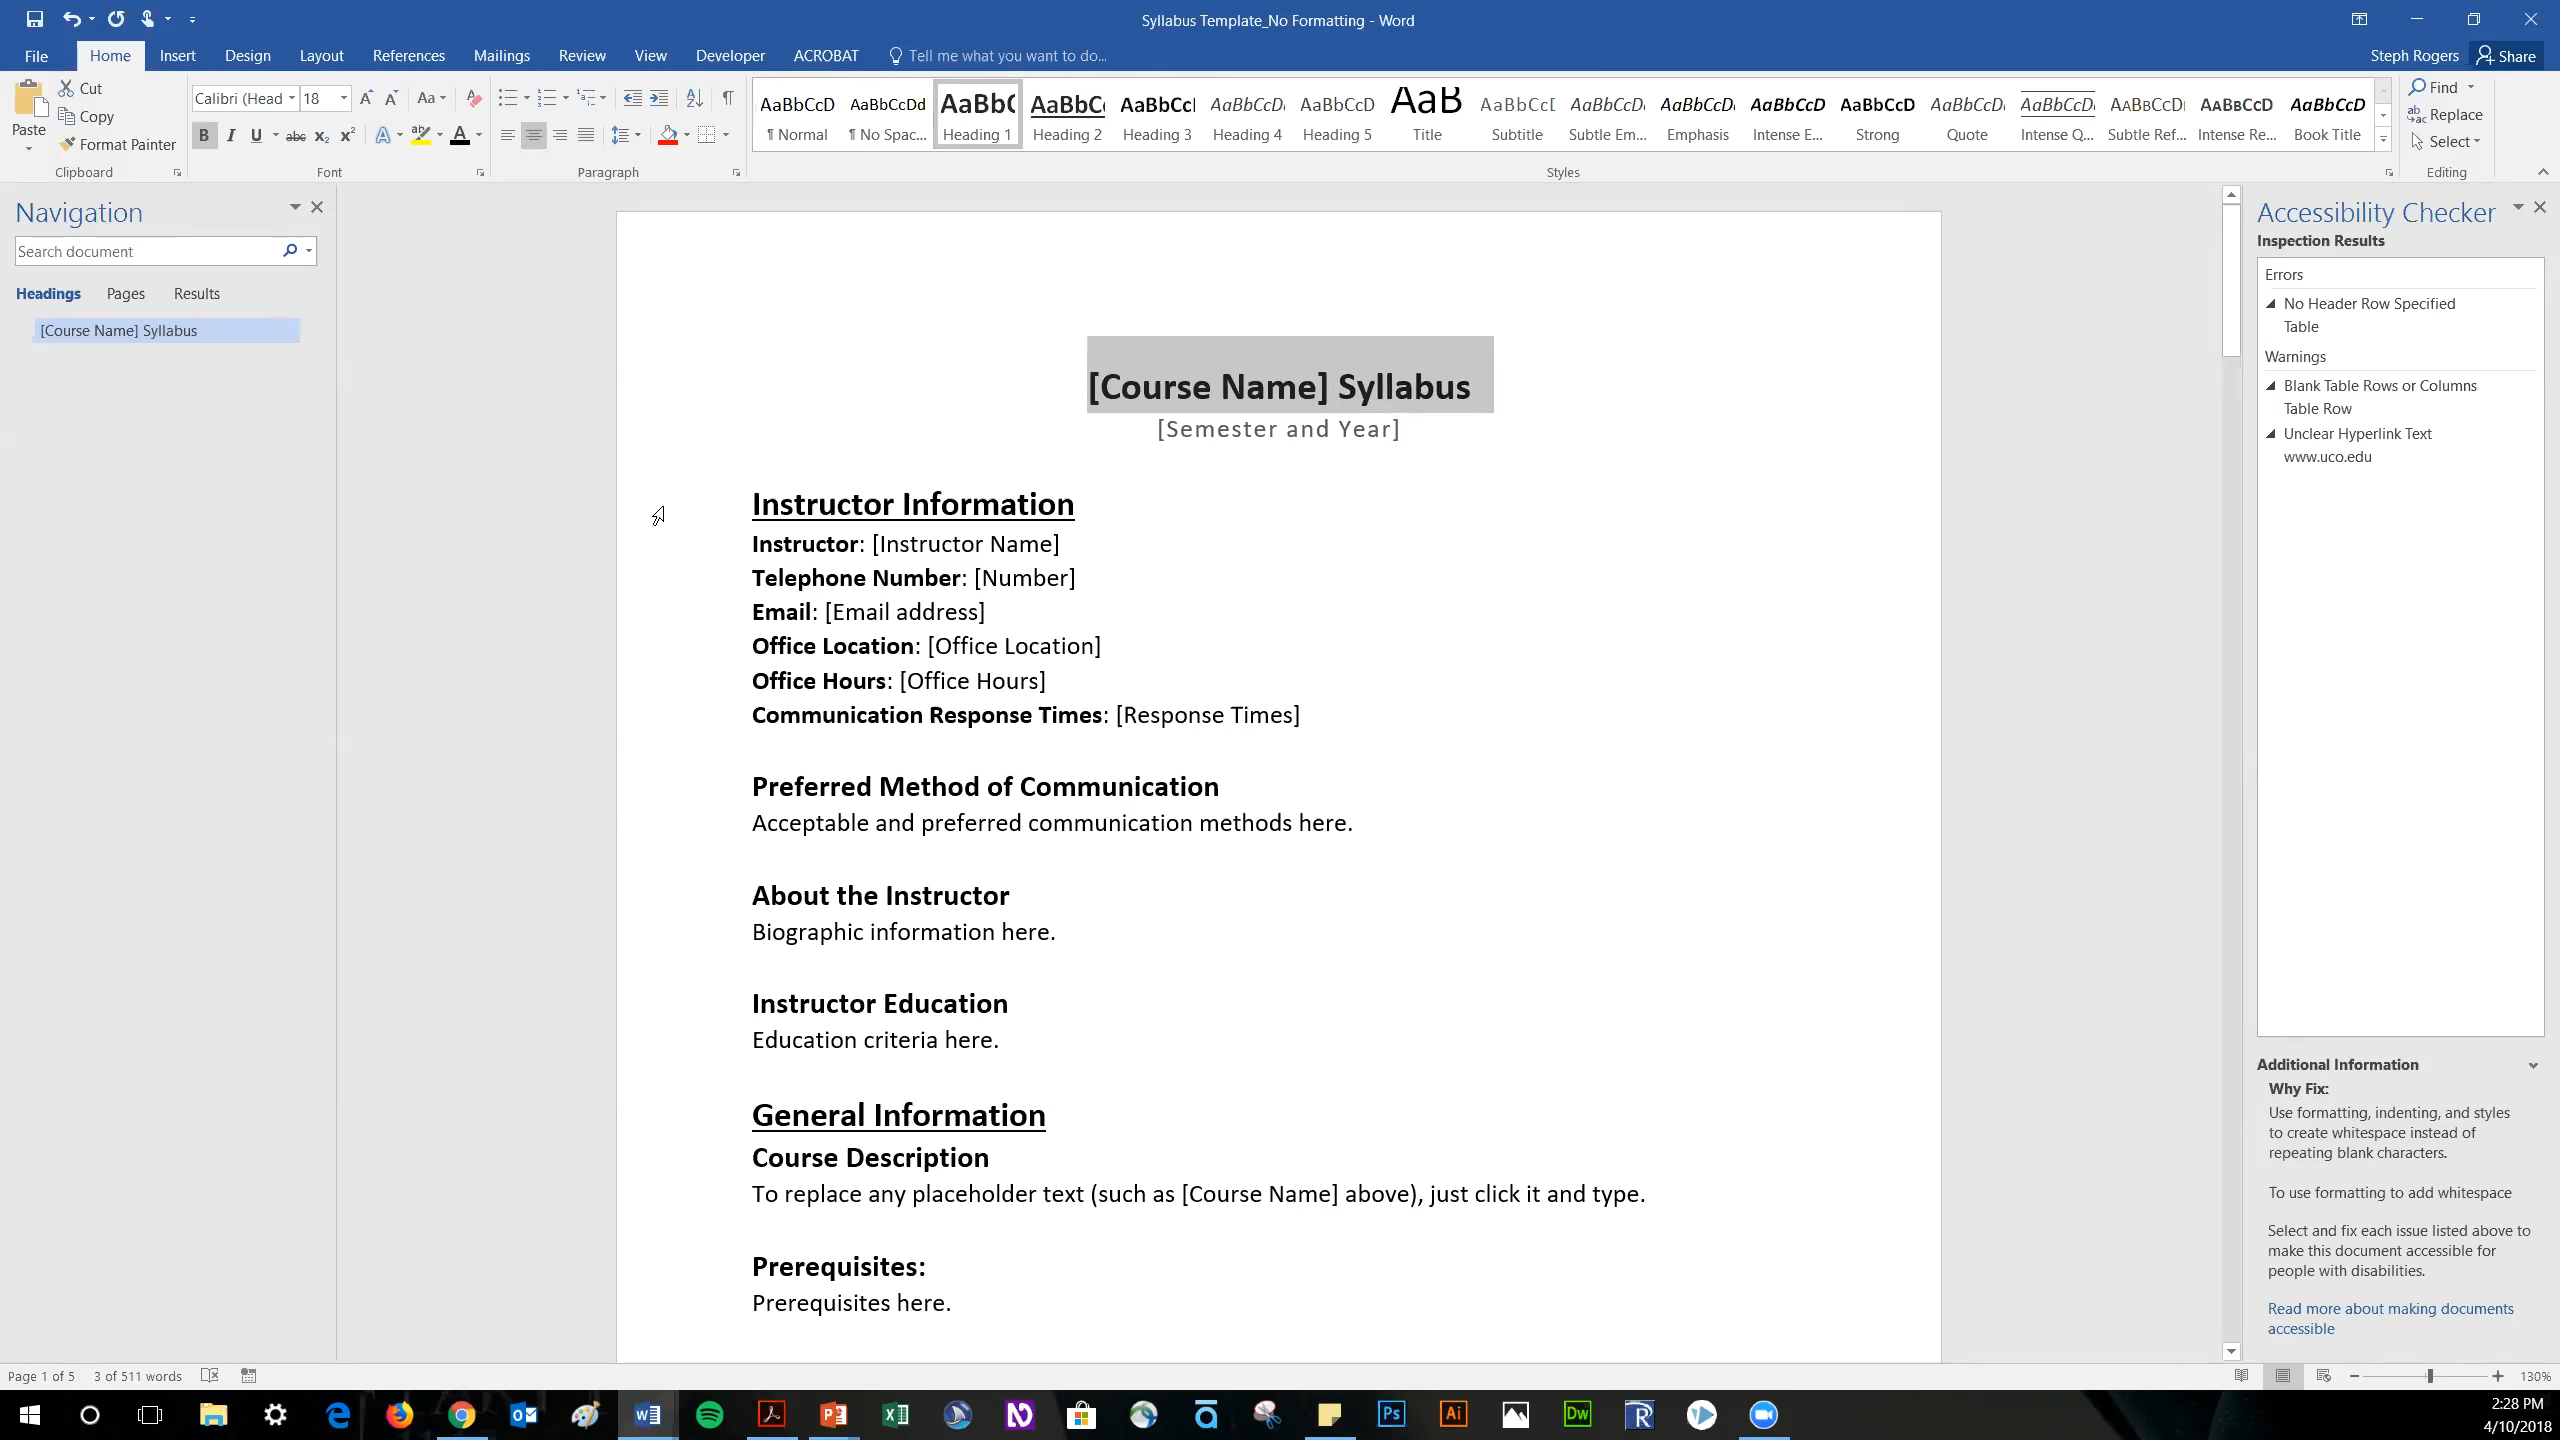 Syllabus Template_No Formatting - Word
File Home Insert Design Layout References Mailings Review View Developer ACROBAT Tell me what you want to do... Steph Rogers Share
Paste
Cut
Copy
Format Painter
Clipboard
Calibri (Head 18
Font
Paragraph
¶ Normal
¶ No Spac...
Heading 1
Heading 2
Heading 3
Heading 4
Heading 5
Title
Subtitle
Subtle Em...
Emphasis
Intense E...
Strong
Quote
Intense Q...
Subtle Ref...
Intense Re...
Book Title
Styles
Find
Replace
Select
Editing
Navigation
Search document
Headings Pages Results
[Course Name] Syllabus
[Course Name] Syllabus
[Semester and Year]
Instructor Information
Instructor: [Instructor Name]
Telephone Number: [Number]
Email: [Email address]
Office Location: [Office Location]
Office Hours: [Office Hours]
Communication Response Times: [Response Times]
Preferred Method of Communication
Acceptable and preferred communication methods here.
About the Instructor
Biographic information here.
Instructor Education
Education criteria here.
General Information
Course Description
To replace any placeholder text (such as [Course Name] above), just click it and type.
Prerequisites:
Prerequisites here.
Accessibility Checker
Inspection Results
Errors
No Header Row Specified
Table
Warnings
Blank Table Rows or Columns
Table Row
Unclear Hyperlink Text
www.uco.edu
Additional Information
Why Fix:
Use formatting, indenting, and styles
to create whitespace instead of
repeating blank characters.
To use formatting to add whitespace
Select and fix each issue listed above to
make this document accessible for
people with disabilities.
Read more about making documents
accessible
Page 1 of 5 3 of 511 words
130%
2:28 PM
4/10/2018